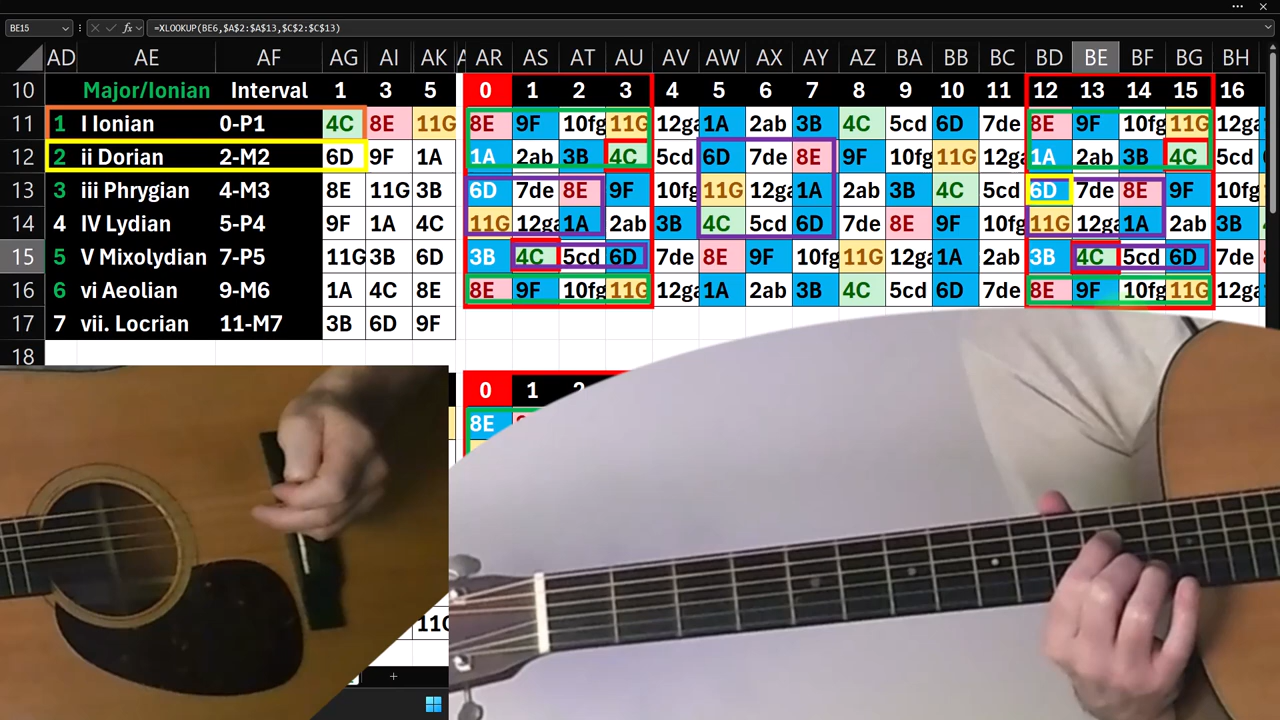 BE15 fx =XLOOKUP(BE6,$A$2:$A$13,$C$2:$C$13)
AD AE AF AG AI AK AR AS AT AU AV AW AX AY AZ BA BB BC BD BE BF BG BH
10 Major/Ionian Interval 1 3 5 0 1 2 3 4 5 6 7 8 9 10 11 12 13 14 15 16
11 1 I Ionian 0-P1 4C 8E 11G 8E 9F 10fg 11G 12ga 1A 2ab 3B 4C 5cd 6D 7de 8E 9F 10fg 11G 12ga
12 2 ii Dorian 2-M2 6D 9F 1A 1A 2ab 3B 4C 5cd 6D 7de 8E 9F 10fg 11G 12ga 1A 2ab 3B 4C 5cd
13 3 iii Phrygian 4-M3 8E 11G 3B 6D 7de 8E 9F 10fg 11G 12ga 1A 2ab 3B 4C 5cd 6D 7de 8E 9F 10fg
14 4 IV Lydian 5-P4 9F 1A 4C 11G 12ga 1A 2ab 3B 4C 5cd 6D 7de 8E 9F 10fg 11G 12ga 1A 2ab 3B
15 5 V Mixolydian 7-P5 11G 3B 6D 3B 4C 5cd 6D 7de 8E 9F 10fg 11G 12ga 1A 2ab 3B 4C 5cd 6D 7de
16 6 vi Aeolian 9-M6 1A 4C 8E 8E 9F 10fg 11G 12ga 1A 2ab 3B 4C 5cd 6D 7de 8E 9F 10fg 11G 12ga
17 7 vii. Locrian 11-M7 3B 6D 9F
18
0 1 2 3
8E
11G